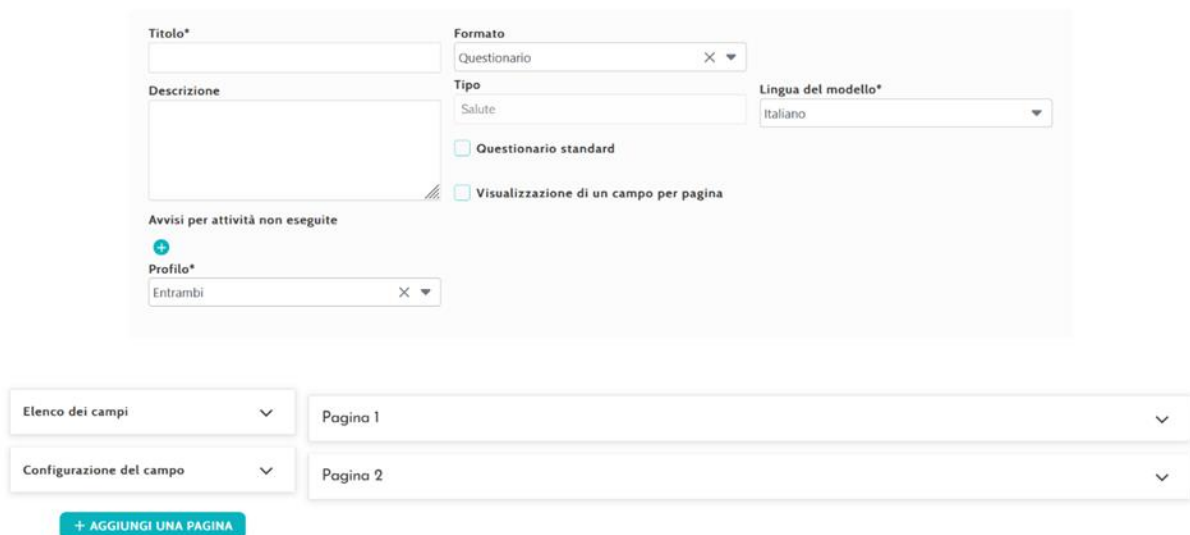 Titolo*
Formato
Questionario
Descrizione
Tipo
Salute
Lingua del modello*
Italiano
Questionario standard
Visualizzazione di un campo per pagina
Avvisi per attività non eseguite
Profilo*
Entrambi
Elenco dei campi
Pagina 1
Configurazione del campo
Pagina 2
+ AGGIUNGI UNA PAGINA